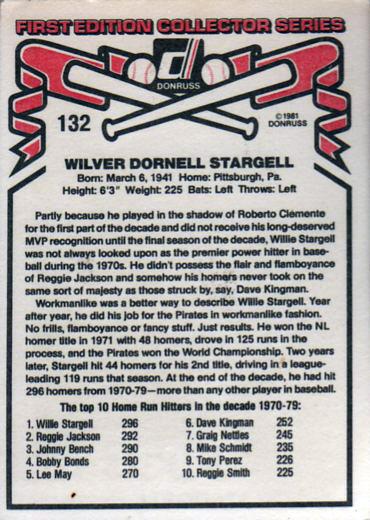 FIRST EDITION COLLECTOR SERIES
d
DONRUSS
132
©1981
DONRUSS
WILVER DORNELL STARGELL
Born: March 6, 1941 Home: Pittsburgh, Pa.
Height: 6'3" Weight: 225 Bats: Left Throws: Left
Partly because he played in the shadow of Roberto Clemente
for the first part of the decade and did not receive his long-deserved
MVP recognition until the final season of the decade, Willie Stargell
was not always looked upon as the premier power hitter in base-
ball during the 1970s. He didn't possess the flair and flamboyance
of Reggie Jackson and somehow his homers never took on the
same sort of majesty as those struck by, say, Dave Kingman.
Workmanlike was a better way to describe Willie Stargell. Year
after year, he did his job for the Pirates in workmanlike fashion.
No frills, flamboyance or fancy stuff. Just results. He won the NL
homer title in 1971 with 48 homers, drove in 125 runs in
the process, and the Pirates won the World Championship. Two years
later, Stargell hit 44 homers for his 2nd title, driving in a league-
leading 119 runs that season. At the end of the decade, he had hit
296 homers from 1970-79—more than any other player in baseball.
The top 10 Home Run Hitters in the decade 1970-79:
1. Willie Stargell 296
2. Reggie Jackson 292
3. Johnny Bench 290
4. Bobby Bonds 280
5. Lee May 270
6. Dave Kingman 252
7. Graig Nettles 245
8. Mike Schmidt 235
9. Tony Perez 226
10. Reggie Smith 225